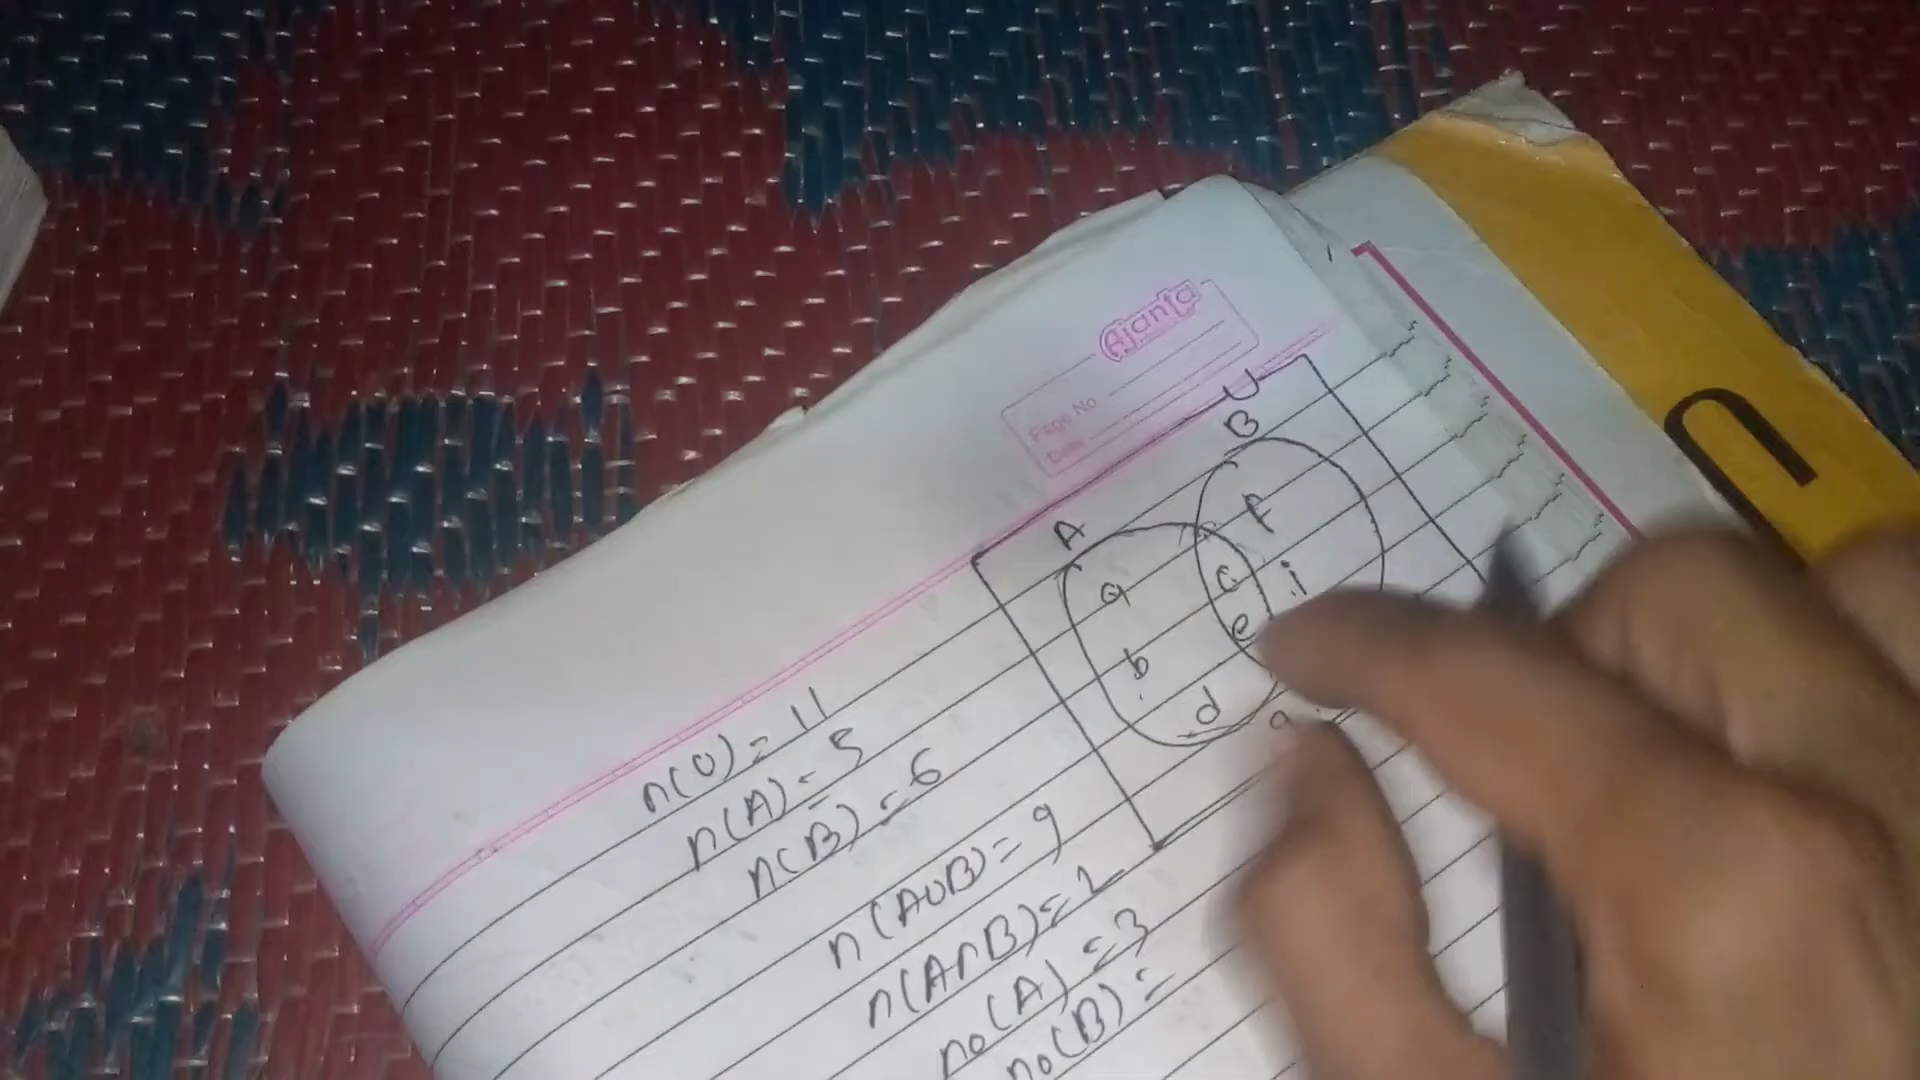 Ajanta
Page No
Date
U
B
A
f
a
c
i
e
b
d
n(U)= 11
n(A)= 5
n(B)= 6
n(A∪B)= 9
n(A∩B)= 2
no(A) = 3
no(B) =